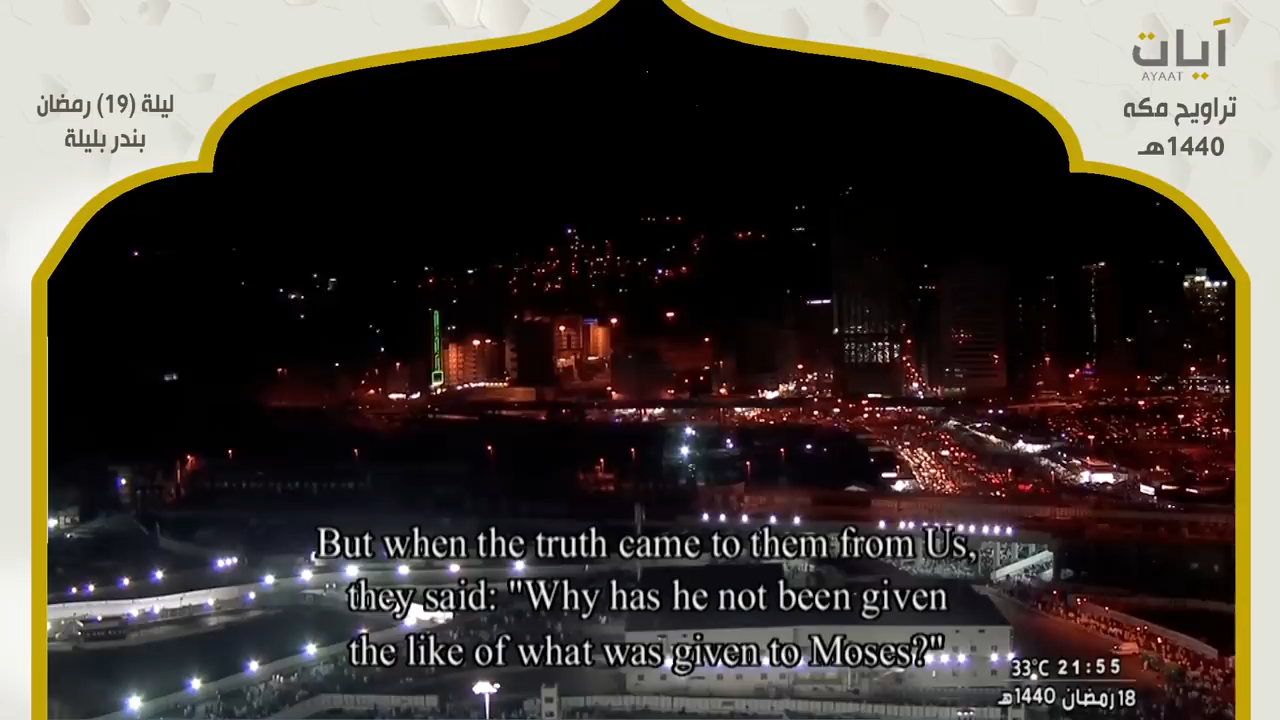 آيات
AYAAT
تراويح مكه
1440هـ
ليلة (19) رمضان
بندر بليلة
But when the truth came to them from Us,
they said: "Why has he not been given
the like of what was given to Moses?"
33°C 21:55
18 رمضان 1440هـ